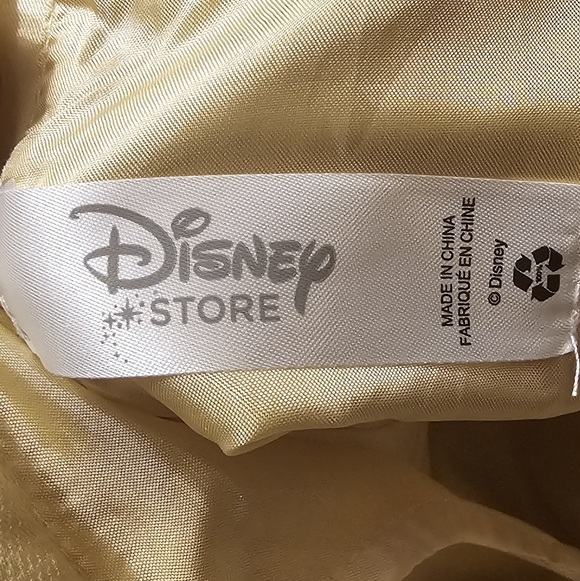 Disney
STORE
MADE IN CHINA
FABRIQUÉ EN CHINE
© Disney